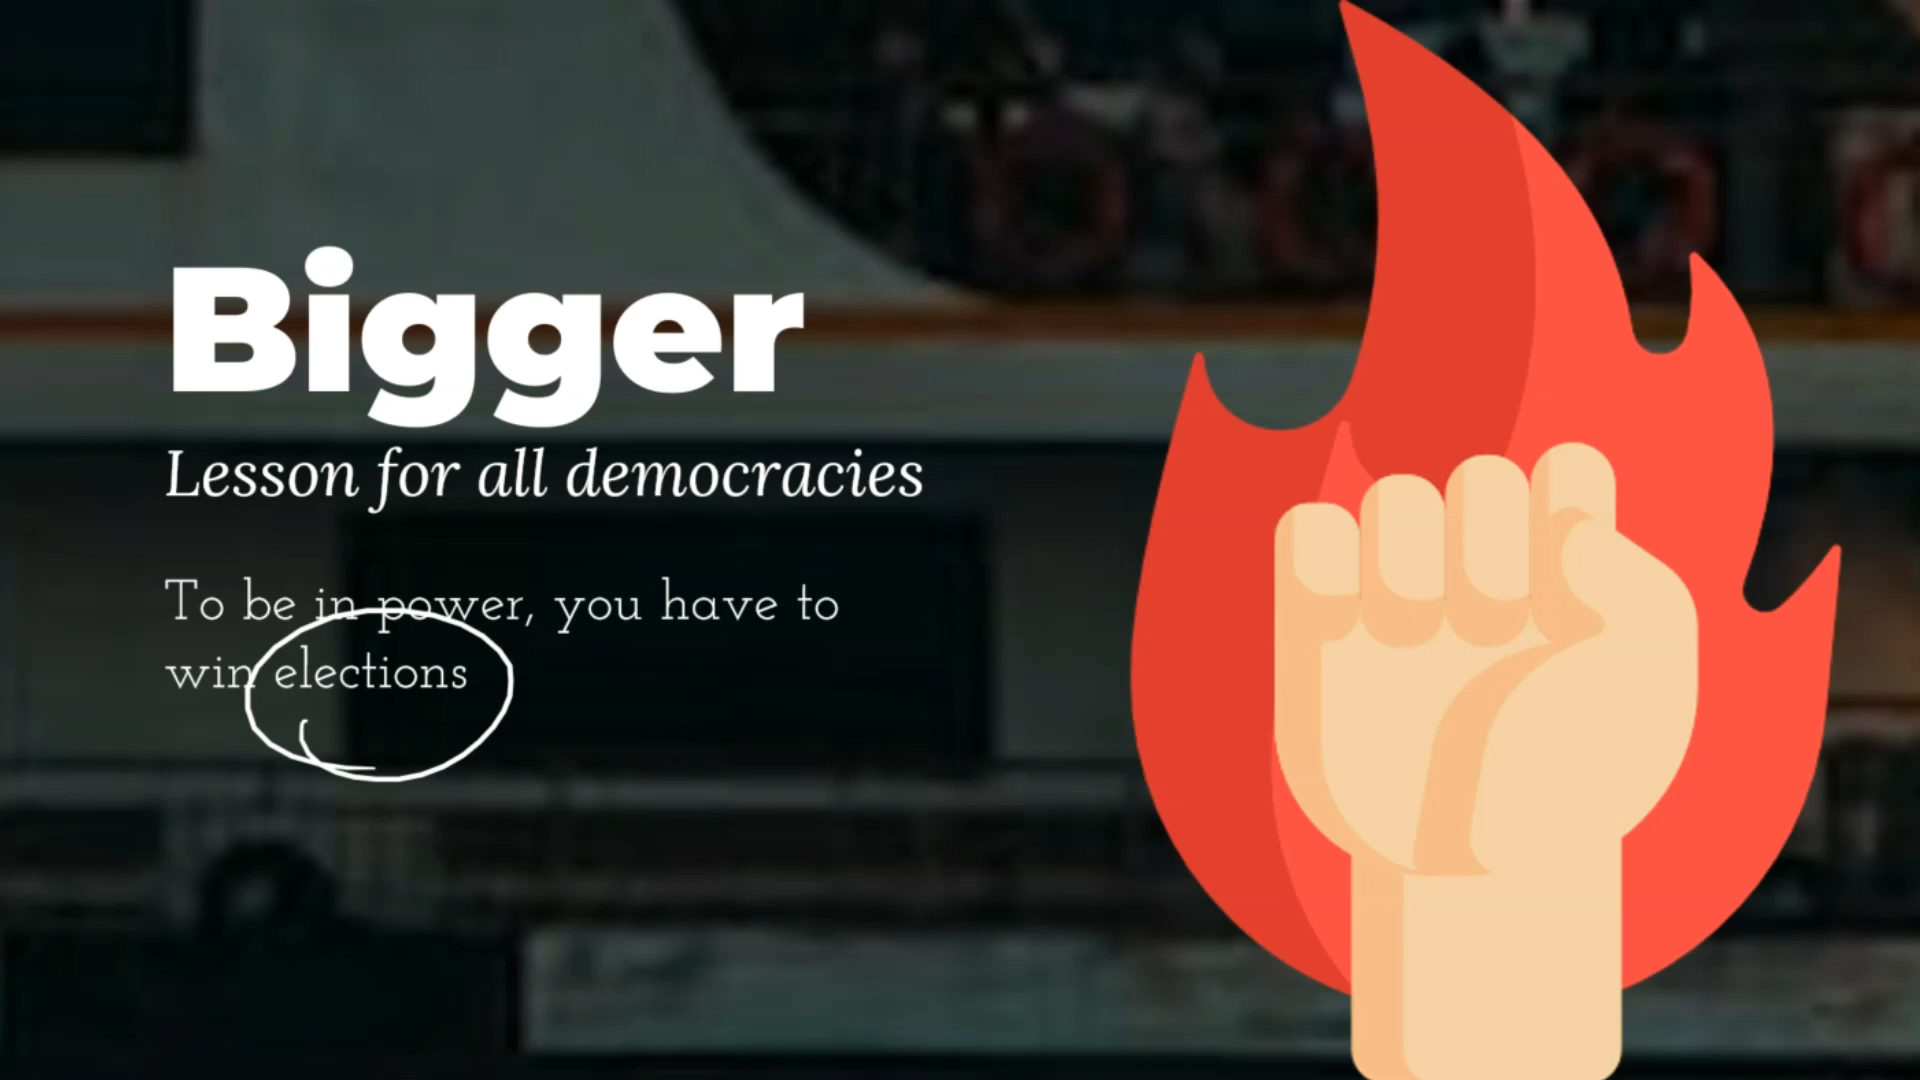 Bigger
Lesson for all democracies
To be in power, you have to
win elections